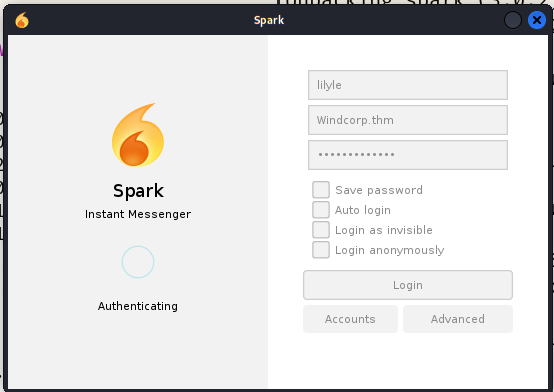 Spark
Spark
Instant Messenger
Authenticating
lilyle
Windcorp.thm
•••••••••••••
Save password
Auto login
Login as invisible
Login anonymously
Login
Accounts
Advanced